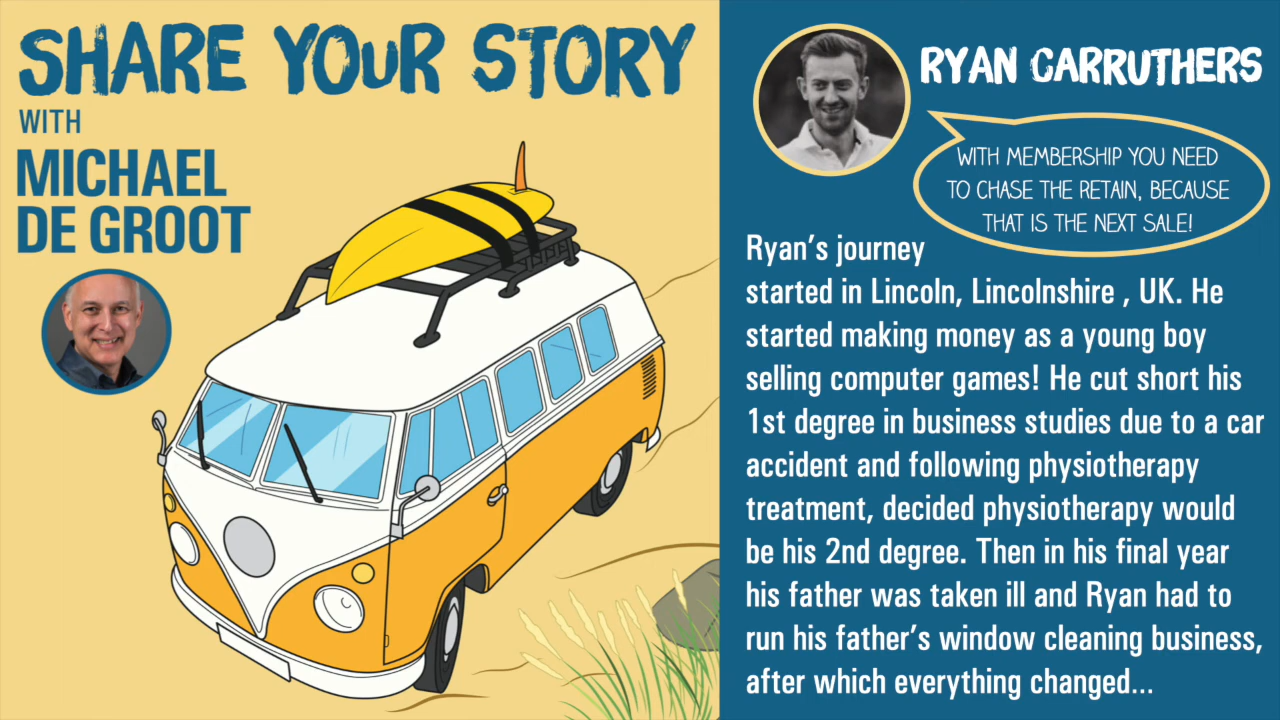 SHARE YOUR STORY
WITH
MICHAEL
DE GROOT
RYAN CARRUTHERS
WITH MEMBERSHIP YOU NEED
TO CHASE THE RETAIN, BECAUSE
THAT IS THE NEXT SALE!
Ryan's journey
started in Lincoln, Lincolnshire , UK. He
started making money as a young boy
selling computer games! He cut short his
1st degree in business studies due to a car
accident and following physiotherapy
treatment, decided physiotherapy would
be his 2nd degree. Then in his final year
his father was taken ill and Ryan had to
run his father's window cleaning business,
after which everything changed...